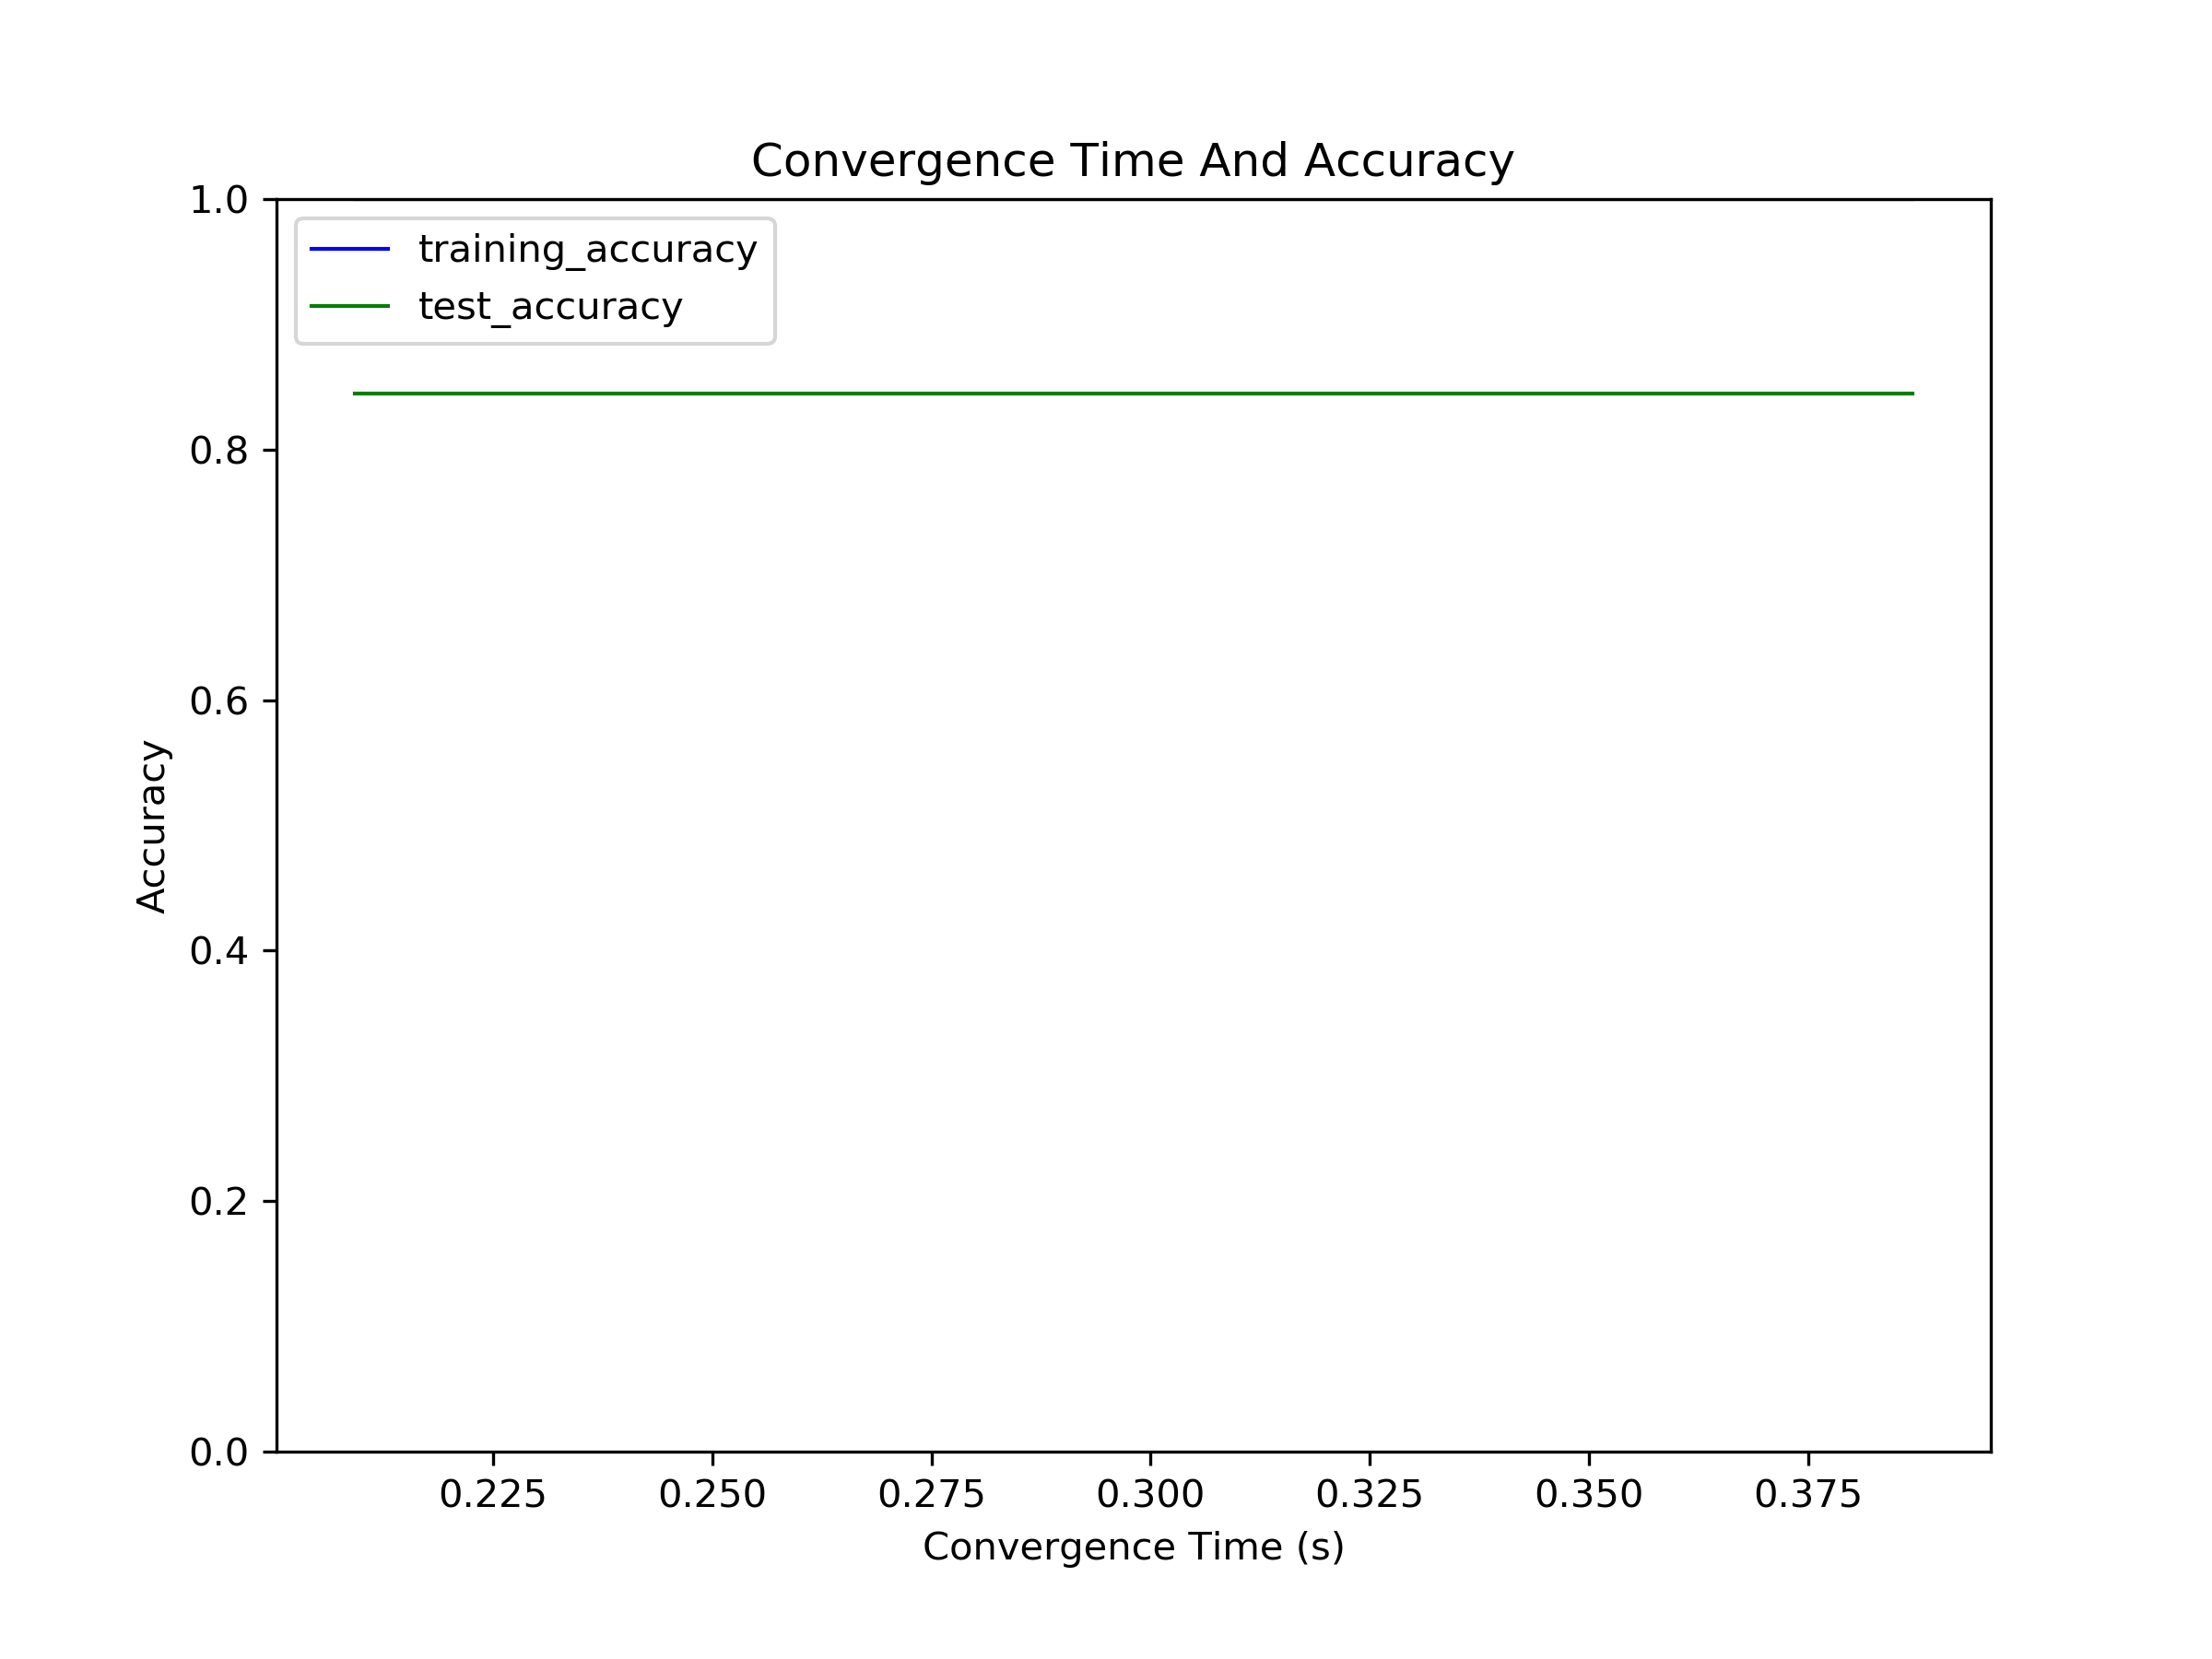 Convergence Time And Accuracy
1.0
training_accuracy
test_accuracy
0.8
0.6
Accuracy
0.4
0.2
0.0
0.225 0.250 0.275 0.300 0.325 0.350 0.375
Convergence Time (s)